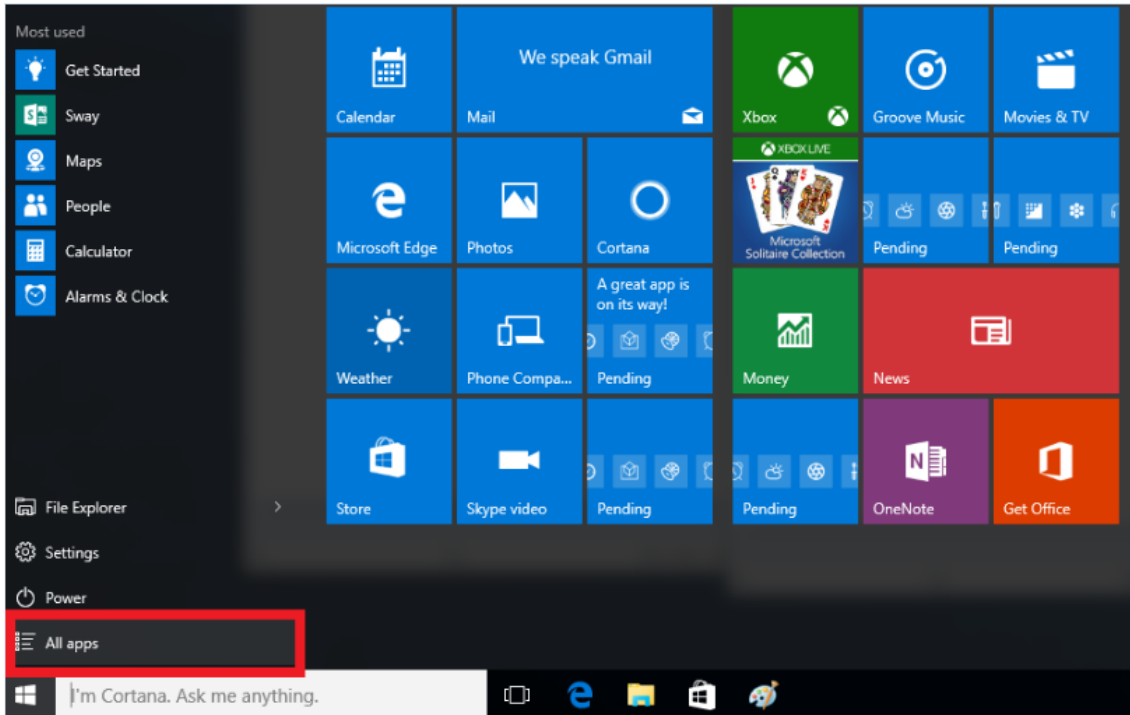 Most used
Get Started
Sway
Maps
People
Calculator
Alarms & Clock
File Explorer
Settings
Power
All apps
I'm Cortana. Ask me anything.
Calendar
We speak Gmail
Mail
Microsoft Edge
Photos
Cortana
Weather
Phone Compa...
A great app is
on its way!
Pending
Store
Skype video
Pending
Xbox
Groove Music
Movies & TV
XBOX LIVE
Microsoft
Solitaire Collection
Pending
Pending
Money
News
Pending
OneNote
Get Office